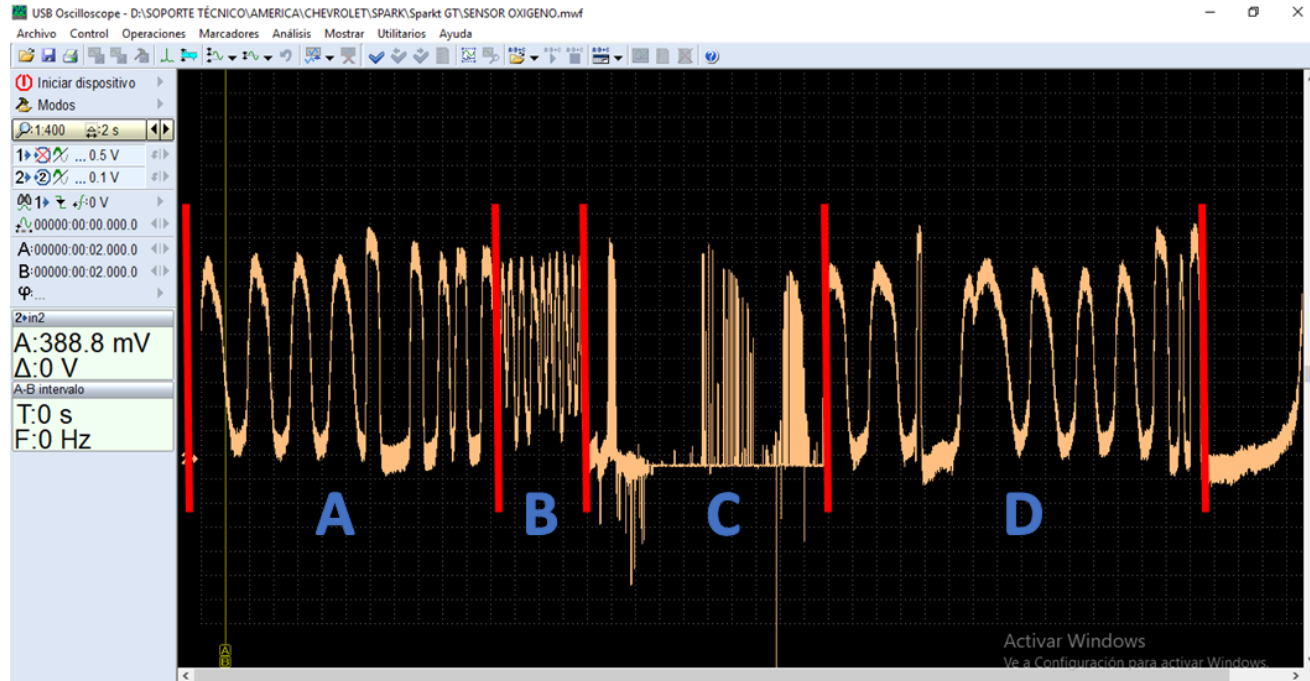 USB Oscilloscope - D:\SOPORTE TÉCNICO\AMERICA\CHEVROLET\SPARK\Sparkt GT\SENSOR OXIGENO.mwf
Archivo Control Operaciones Marcadores Análisis Mostrar Utilitarios Ayuda
Iniciar dispositivo
Modos
1:400 2 s
1 ... 0.5 V
2 2 ... 0.1 V
1 f:0 V
00000:00:00.000.0
A:00000:00:02.000.0
B:00000:00:02.000.0
φ:...
2▸in2
A:388.8 mV
Δ:0 V
A-B intervalo
T:0 s
F:0 Hz
2
A B C D
A
B
Activar Windows
Ve a Configuración para activar Windows.